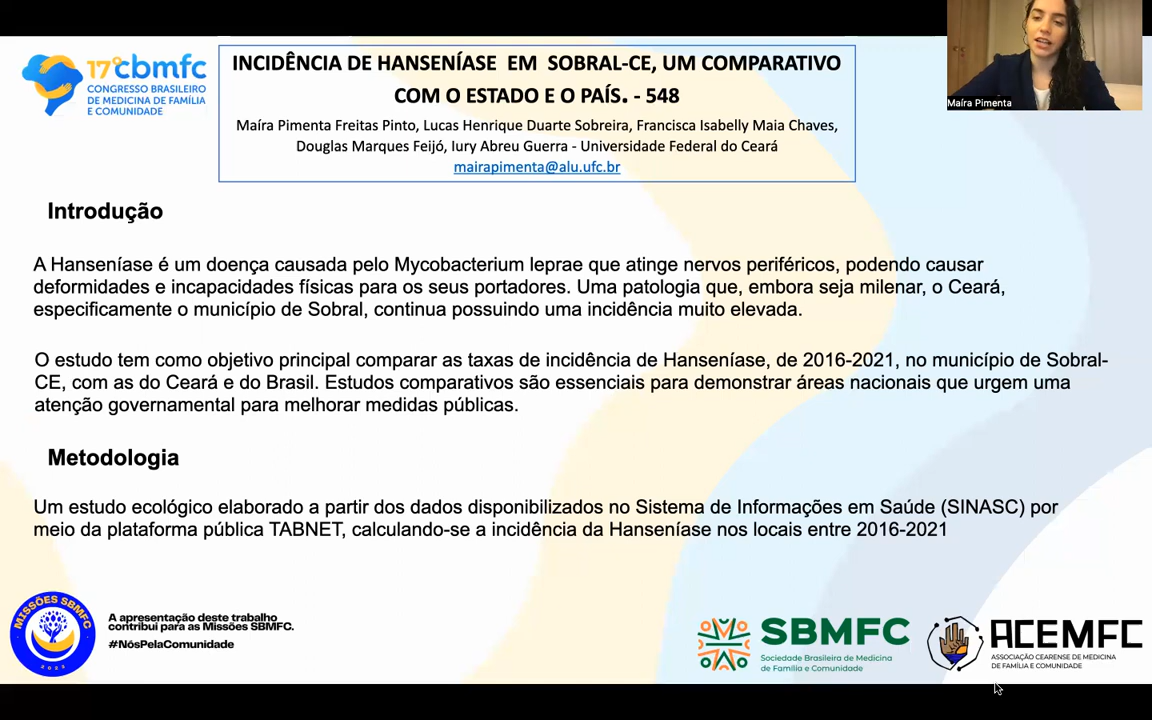 17º cbmfc
CONGRESSO BRASILEIRO
DE MEDICINA DE FAMÍLIA
E COMUNIDADE
INCIDÊNCIA DE HANSENÍASE EM SOBRAL-CE, UM COMPARATIVO
COM O ESTADO E O PAÍS. - 548
Maíra Pimenta Freitas Pinto, Lucas Henrique Duarte Sobreira, Francisca Isabelly Maia Chaves,
Douglas Marques Feijó, Iury Abreu Guerra - Universidade Federal do Ceará
mairapimenta@alu.ufc.br
Maíra Pimenta
Introdução
A Hanseníase é um doença causada pelo Mycobacterium leprae que atinge nervos periféricos, podendo causar
deformidades e incapacidades físicas para os seus portadores. Uma patologia que, embora seja milenar, o Ceará,
especificamente o município de Sobral, continua possuindo uma incidência muito elevada.
O estudo tem como objetivo principal comparar as taxas de incidência de Hanseníase, de 2016-2021, no município de Sobral-
CE, com as do Ceará e do Brasil. Estudos comparativos são essenciais para demonstrar áreas nacionais que urgem uma
atenção governamental para melhorar medidas públicas.
Metodologia
Um estudo ecológico elaborado a partir dos dados disponibilizados no Sistema de Informações em Saúde (SINASC) por
meio da plataforma pública TABNET, calculando-se a incidência da Hanseníase nos locais entre 2016-2021
MISSÕES SBMFC
2023
A apresentação deste trabalho
contribui para as Missões SBMFC.
#NósPelaComunidade
SBMFC
Sociedade Brasileira de Medicina
de Família e Comunidade
ACEMFC
ASSOCIAÇÃO CEARENSE DE MEDICINA
DE FAMÍLIA E COMUNIDADE